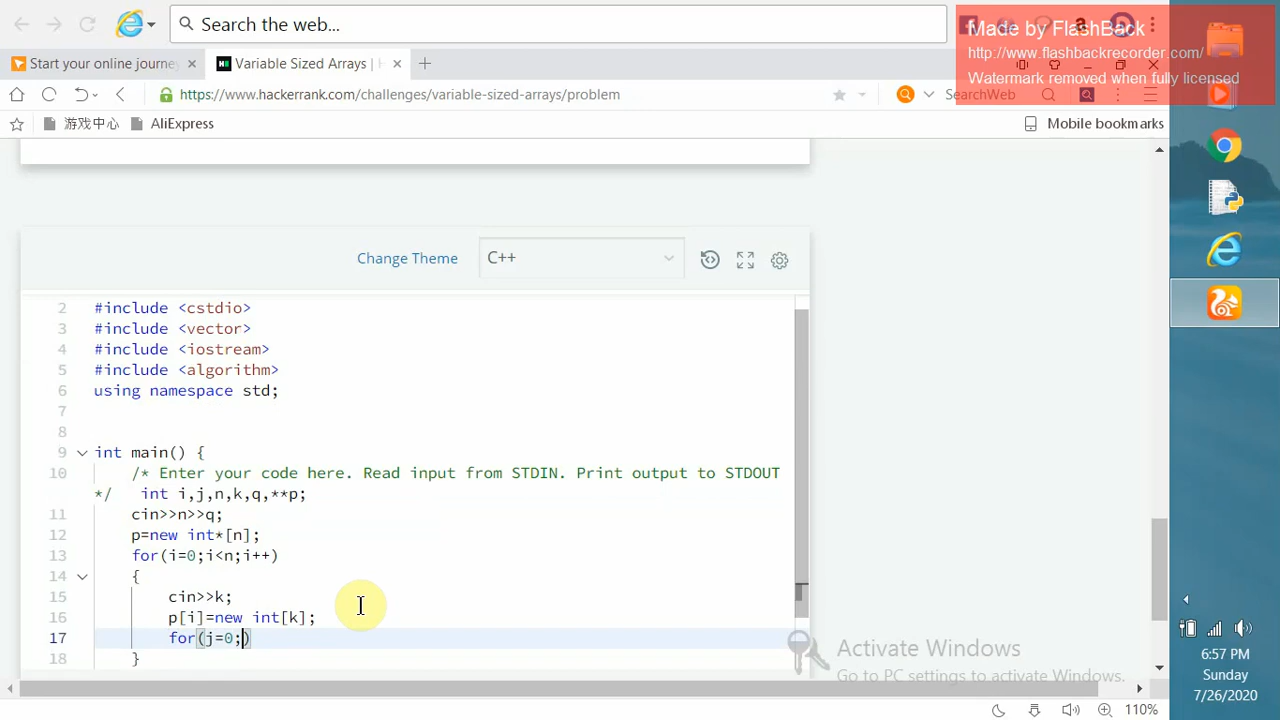 Search the web...
Made by FlashBack
http://www.flashbackrecorder.com/
Watermark removed when fully licensed
Start your online journey
Variable Sized Arrays | H
https://www.hackerrank.com/challenges/variable-sized-arrays/problem
SearchWeb
游戏中心
AliExpress
Mobile bookmarks
Change Theme
C++
2 #include <cstdio>
3 #include <vector>
4 #include <iostream>
5 #include <algorithm>
6 using namespace std;
7
8
9 int main() {
10 /* Enter your code here. Read input from STDIN. Print output to STDOUT
*/ int i,j,n,k,q,**p;
11 cin>>n>>q;
12 p=new int*[n];
13 for(i=0;i<n;i++)
14 {
15 cin>>k;
16 p[i]=new int[k];
17 for(j=0;)
18 }
Activate Windows
Go to PC settings to activate Windows.
6:57 PM
Sunday
7/26/2020
110%